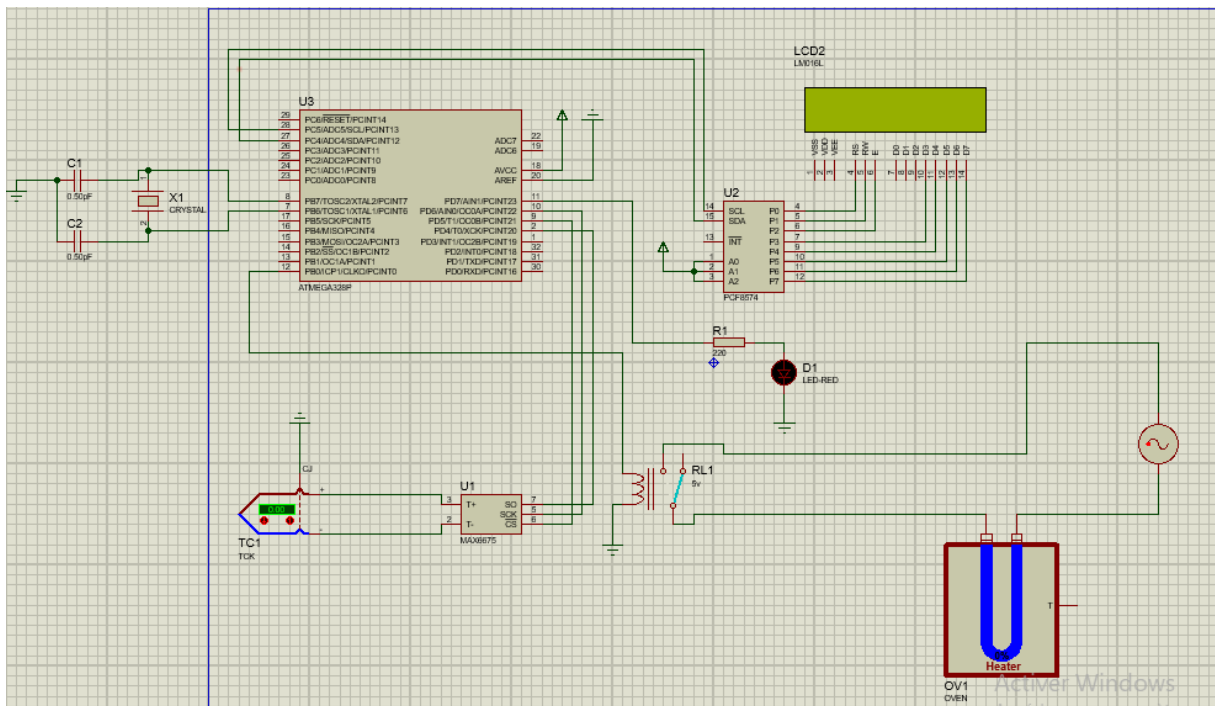 LCD2
LM016L
VSS
VDD
VEE
RS
RW
E
D0
D1
D2
D3
D4
D5
D6
D7
1
2
3
4
5
6
7
8
9
10
11
12
13
14
U3
29 PC6/RESET/PCINT14
28 PC5/ADC5/SCL/PCINT13
27 PC4/ADC4/SDA/PCINT12
26 PC3/ADC3/PCINT11
25 PC2/ADC2/PCINT10
24 PC1/ADC1/PCINT9
23 PC0/ADC0/PCINT8
8 PB7/TOSC2/XTAL2/PCINT7
7 PB6/TOSC1/XTAL1/PCINT6
17 PB5/SCK/PCINT5
16 PB4/MISO/PCINT4
15 PB3/MOSI/OC2A/PCINT3
14 PB2/SS/OC1B/PCINT2
13 PB1/OC1A/PCINT1
12 PB0/ICP1/CLKO/PCINT0
ADC7 22
ADC6 19
AVCC 18
AREF 20
PD7/AIN1/PCINT23 11
PD6/AIN0/OC0A/PCINT22 10
PD5/T1/OC0B/PCINT21 9
PD4/T0/XCK/PCINT20 2
PD3/INT1/OC2B/PCINT19 1
PD2/INT0/PCINT18 32
PD1/TXD/PCINT17 31
PD0/RXD/PCINT16 30
ATMEGA328P
C1
0.50pF
C2
0.50pF
1
X1
CRYSTAL
2
U2
14 SCL P0 4
15 SDA P1 5
P2 6
13 INT P3 7
P4 9
1 A0 P5 10
2 A1 P6 11
3 A2 P7 12
PCF8574
R1
220
D1
LED-RED
RL1
5v
CJ
+
0.00
-
TC1
TCK
U1
3 T+ SO 7
SCK 5
2 T- CS 6
MAX6675
T
Heater
OV1
OVEN
Activer Windows